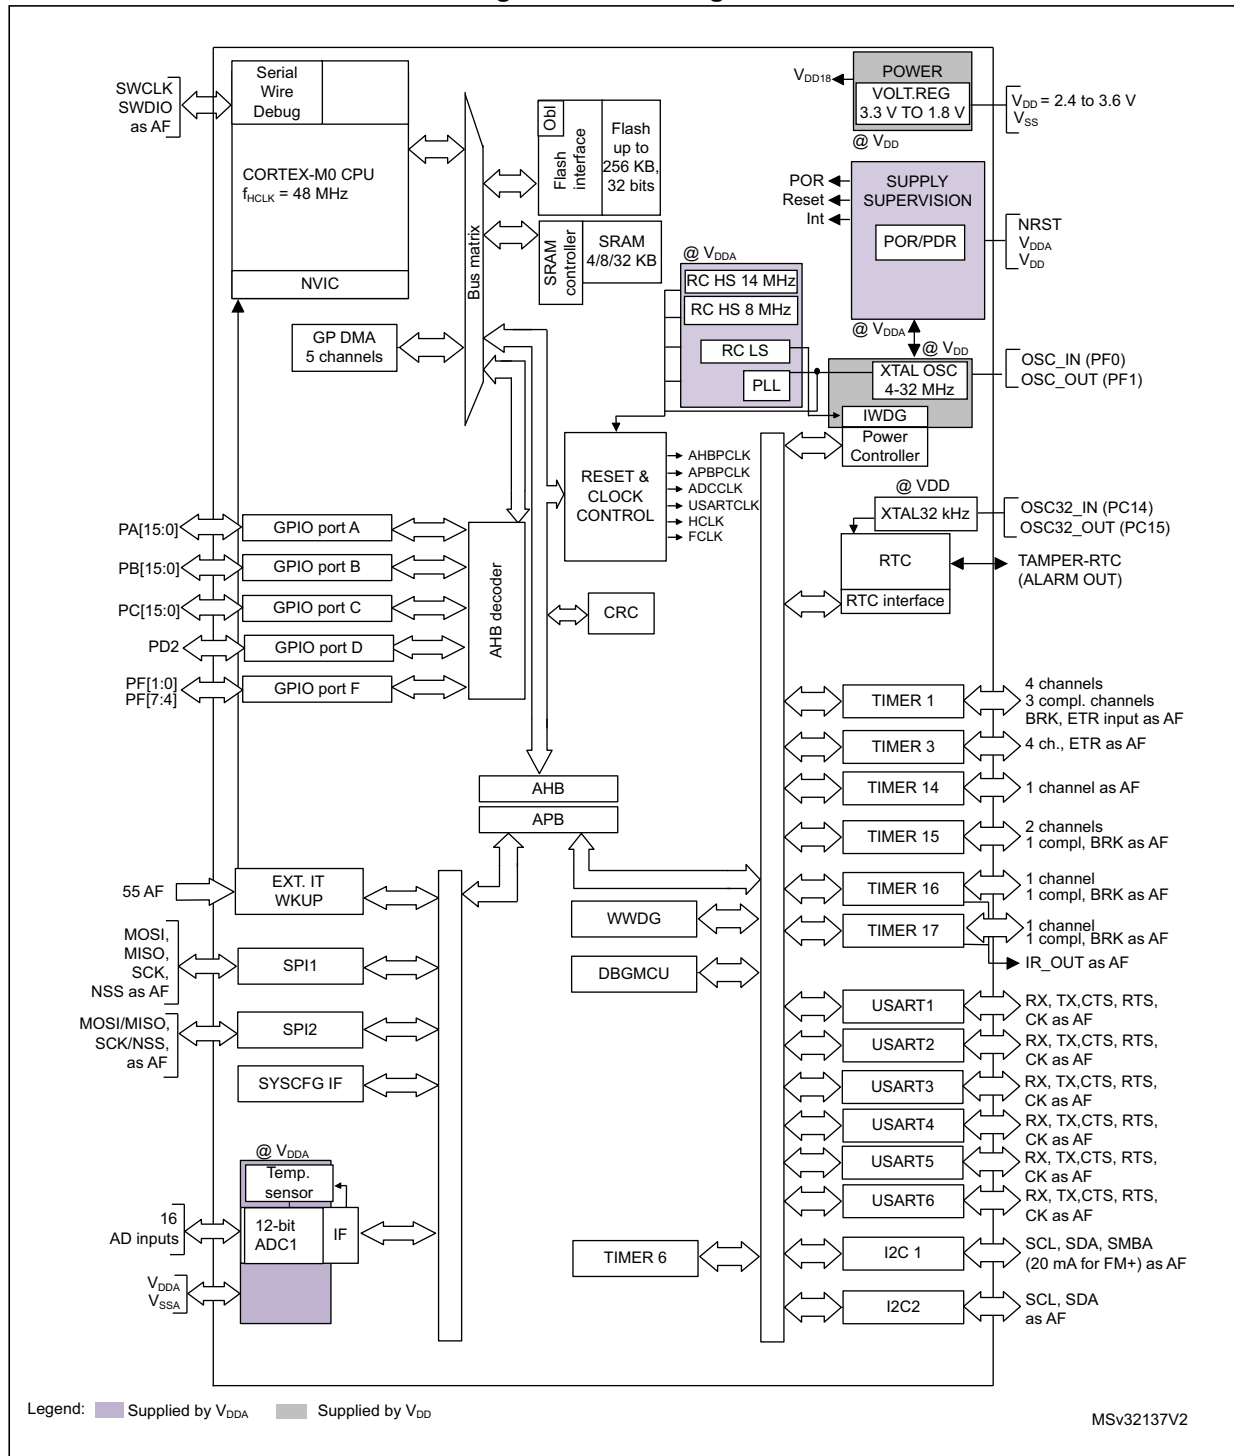 SWCLK
SWDIO
as AF
Serial
Wire
Debug
CORTEX-M0 CPU
fHCLK = 48 MHz
NVIC
GP DMA
5 channels
Bus matrix
Obl
Flash
interface
Flash
up to
256 KB,
32 bits
SRAM
controller
SRAM
4/8/32 KB
VDD18
POWER
VOLT.REG
3.3 V TO 1.8 V
@ VDD
VDD = 2.4 to 3.6 V
VSS
POR
Reset
Int
SUPPLY
SUPERVISION
POR/PDR
NRST
VDDA
VDD
@ VDDA
@ VDDA
RC HS 14 MHz
RC HS 8 MHz
RC LS
PLL
@ VDD
XTAL OSC
4-32 MHz
IWDG
Power
Controller
OSC_IN (PF0)
OSC_OUT (PF1)
RESET &
CLOCK
CONTROL
AHBPCLK
APBPCLK
ADCCLK
USARTCLK
HCLK
FCLK
@ VDD
XTAL32 kHz
OSC32_IN (PC14)
OSC32_OUT (PC15)
RTC
RTC interface
TAMPER-RTC
(ALARM OUT)
PA[15:0]
GPIO port A
PB[15:0]
GPIO port B
PC[15:0]
GPIO port C
PD2
GPIO port D
PF[1:0]
PF[7:4]
GPIO port F
AHB decoder
CRC
AHB
APB
TIMER 1
4 channels
3 compl. channels
BRK, ETR input as AF
TIMER 3
4 ch., ETR as AF
TIMER 14
1 channel as AF
TIMER 15
2 channels
1 compl, BRK as AF
TIMER 16
1 channel
1 compl, BRK as AF
TIMER 17
1 channel
1 compl, BRK as AF
IR_OUT as AF
55 AF
EXT. IT
WKUP
WWDG
DBGMCU
MOSI,
MISO,
SCK,
NSS as AF
SPI1
MOSI/MISO,
SCK/NSS,
as AF
SPI2
SYSCFG IF
USART1
RX, TX,CTS, RTS,
CK as AF
USART2
RX, TX,CTS, RTS,
CK as AF
USART3
RX, TX,CTS, RTS,
CK as AF
USART4
RX, TX,CTS, RTS,
CK as AF
USART5
RX, TX,CTS, RTS,
CK as AF
USART6
RX, TX,CTS, RTS,
CK as AF
@ VDDA
Temp.
sensor
16
AD inputs
12-bit
ADC1
IF
VDDA
VSSA
TIMER 6
I2C 1
SCL, SDA, SMBA
(20 mA for FM+) as AF
I2C2
SCL, SDA
as AF
Legend:
Supplied by VDDA
Supplied by VDD
MSv32137V2